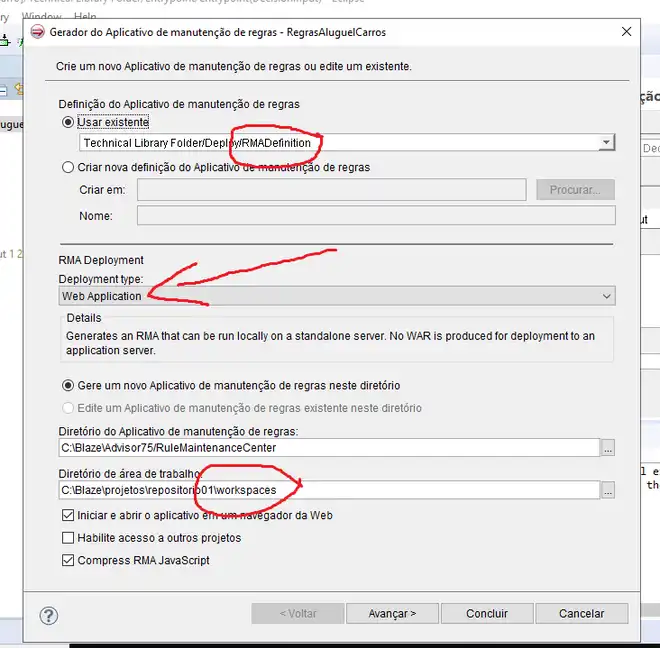 Window Help
Gerador do Aplicativo de manutenção de regras - RegrasAluguelCarros
Crie um novo Aplicativo de manutenção de regras ou edite um existente.
Definição do Aplicativo de manutenção de regras
Usar existente
Technical Library Folder/Deploy/RMADefinition
Criar nova definição do Aplicativo de manutenção de regras
Criar em:
Procurar...
Nome:
RMA Deployment
Deployment type:
Web Application
Details
Generates an RMA that can be run locally on a standalone server. No WAR is produced for deployment to an
application server.
Gere um novo Aplicativo de manutenção de regras neste diretório
Edite um Aplicativo de manutenção de regras existente neste diretório
Diretório do Aplicativo de manutenção de regras:
C:\Blaze\Advisor75/RuleMaintenanceCenter
...
Diretório de área de trabalho:
C:\Blaze\projetos\repositorio01\workspaces
...
Iniciar e abrir o aplicativo em um navegador da Web
Habilite acesso a outros projetos
Compress RMA JavaScript
?
< Voltar
Avançar >
Concluir
Cancelar